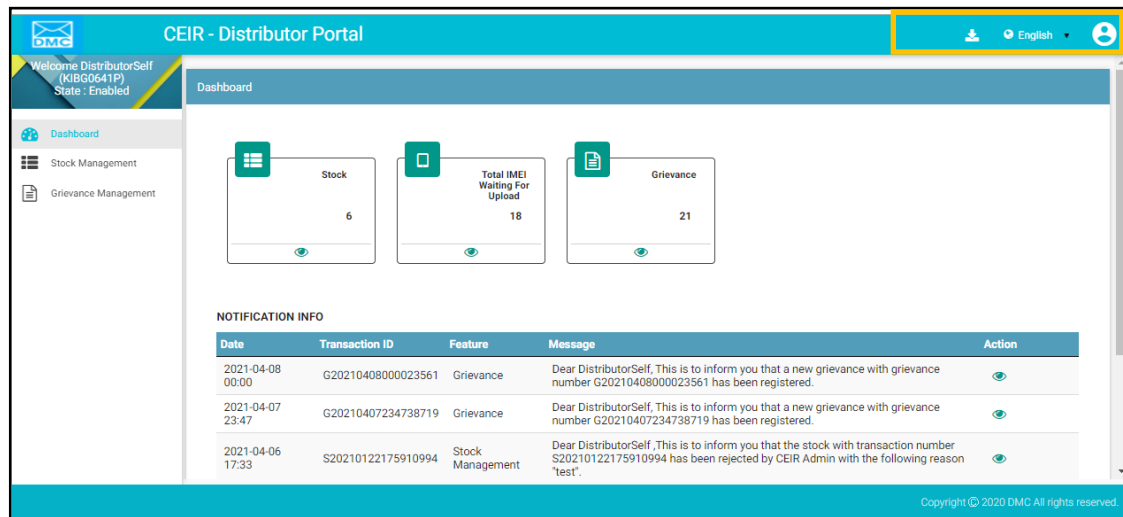 DMC
CEIR - Distributor Portal
English
Welcome DistributorSelf
(KIBG0641P)
State : Enabled
Dashboard
Dashboard
Stock Management
Grievance Management
Stock
6
Total IMEI
Waiting For
Upload
18
Grievance
21
NOTIFICATION INFO
Date Transaction ID Feature Message Action
2021-04-08
00:00
G20210408000023561
Grievance
Dear DistributorSelf, This is to inform you that a new grievance with grievance
number G20210408000023561 has been registered.
2021-04-07
23:47
G20210407234738719
Grievance
Dear DistributorSelf, This is to inform you that a new grievance with grievance
number G20210407234738719 has been registered.
2021-04-06
17:33
S20210122175910994
Stock
Management
Dear DistributorSelf ,This is to inform you that the stock with transaction number
S20210122175910994 has been rejected by CEIR Admin with the following reason
"test".
Copyright © 2020 DMC All rights reserved.